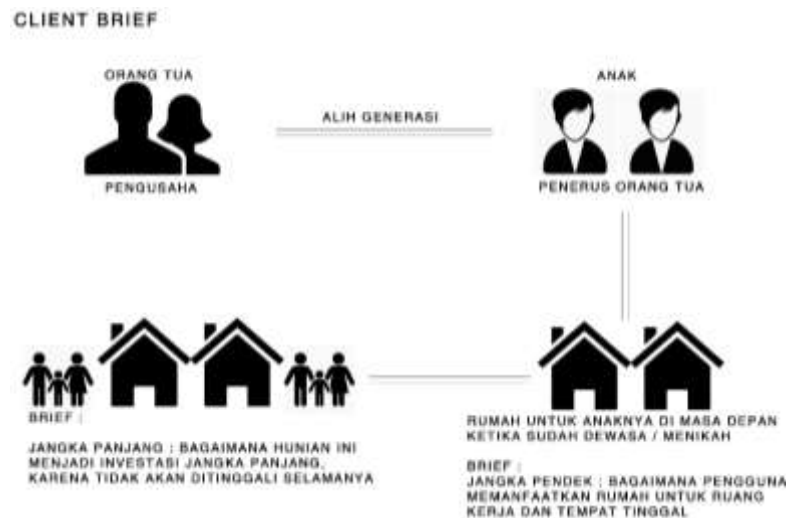 CLIENT BRIEF
ORANG TUA
PENGUSAHA
ALIH GENERASI
ANAK
PENERUS ORANG TUA
RUMAH UNTUK ANAKNYA DI MASA DEPAN
KETIKA SUDAH DEWASA / MENIKAH
BRIEF :
JANGKA PENDEK : BAGAIMANA PENGGUNA
MEMANFAATKAN RUMAH UNTUK RUANG
KERJA DAN TEMPAT TINGGAL
BRIEF :
JANGKA PANJANG : BAGAIMANA HUNIAN INI
MENJADI INVESTASI JANGKA PANJANG,
KARENA TIDAK AKAN DITINGGALI SELAMANYA